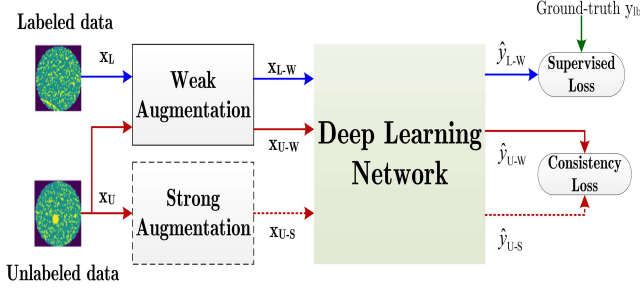 Labeled data
Ground-truth y_lb
x_L
Weak
Augmentation
x_L-W
ŷ_L-W
Supervised
Loss
x_U-W
Deep Learning
Network
ŷ_U-W
Consistency
Loss
x_U
Strong
Augmentation
x_U-S
ŷ_U-S
Unlabeled data